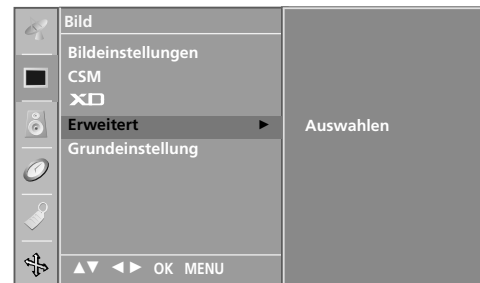 Bild
Bildeinstellungen
CSM
XD
Erweitert ► Auswahlen
Grundeinstellung
▲▼ ◄► OK MENU